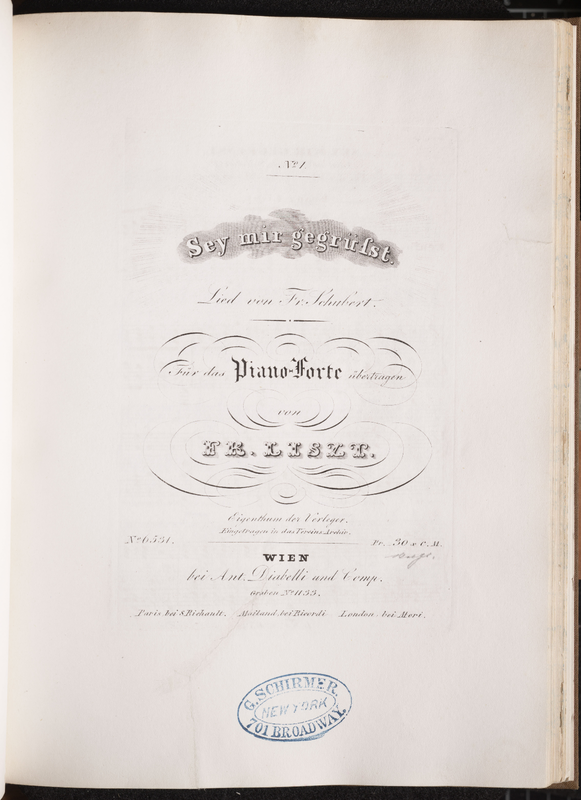 No. 1.
Sey mir gegrüſst.
Lied von Fr. Schubert.
Für das Piano-Forte übertragen
von
FR. LISZT.
Eigenthum der Verleger.
Eingetragen in das Vereins Archiv.
No. 6531. Pr. 30 x C. M.
WIEN
bei Ant. Diabelli und Comp.
Graben No. 1133.
Paris bei S. Richault. Mailand, bei Ricordi London, bei Mori.
G. SCHIRMER.
NEW YORK
701 BROADWAY.